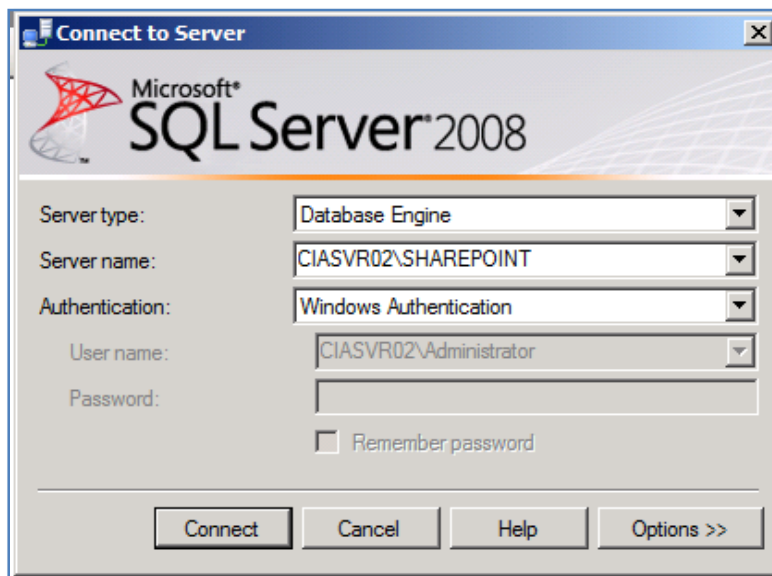 Connect to Server
Microsoft®
SQL Server®2008
Server type: Database Engine
Server name: CIASVR02\SHAREPOINT
Authentication: Windows Authentication
User name: CIASVR02\Administrator
Password:
Remember password
Connect Cancel Help Options >>